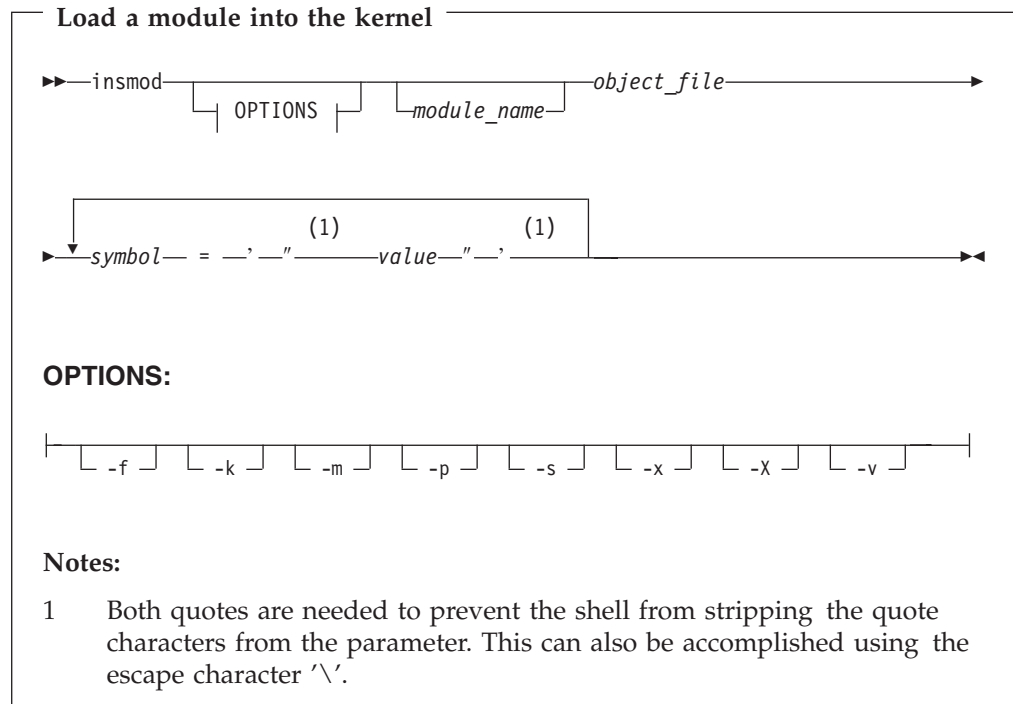 Load a module into the kernel
►►—insmod object_file ►
OPTIONS module_name
(1) (1)
► symbol — = —’—″ value—″—’ ►◄
OPTIONS:
-f -k -m -p -s -x -X -v
Notes:
1 Both quotes are needed to prevent the shell from stripping the quote
characters from the parameter. This can also be accomplished using the
escape character ’\’.